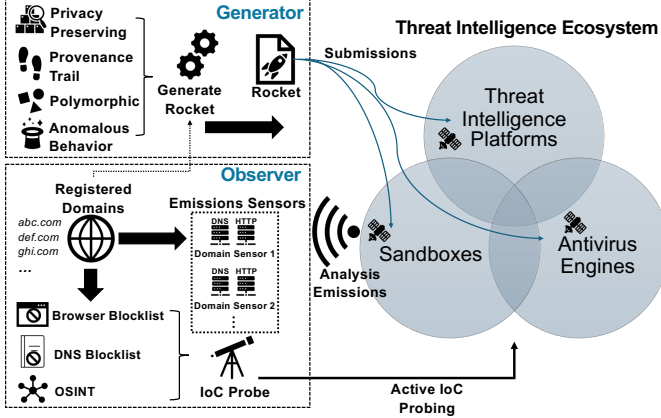 Generator
Privacy
Preserving
Provenance
Trail
Polymorphic
Anomalous
Behavior
Generate
Rocket
Rocket
Submissions
Threat Intelligence Ecosystem
Threat
Intelligence
Platforms
Sandboxes
Antivirus
Engines
Observer
Registered
Domains
abc.com
def.com
ghi.com
...
Emissions Sensors
DNS HTTP
Domain Sensor 1
DNS HTTP
Domain Sensor 2
⋮
Analysis
Emissions
Browser Blocklist
DNS Blocklist
OSINT
IoC Probe
Active IoC
Probing